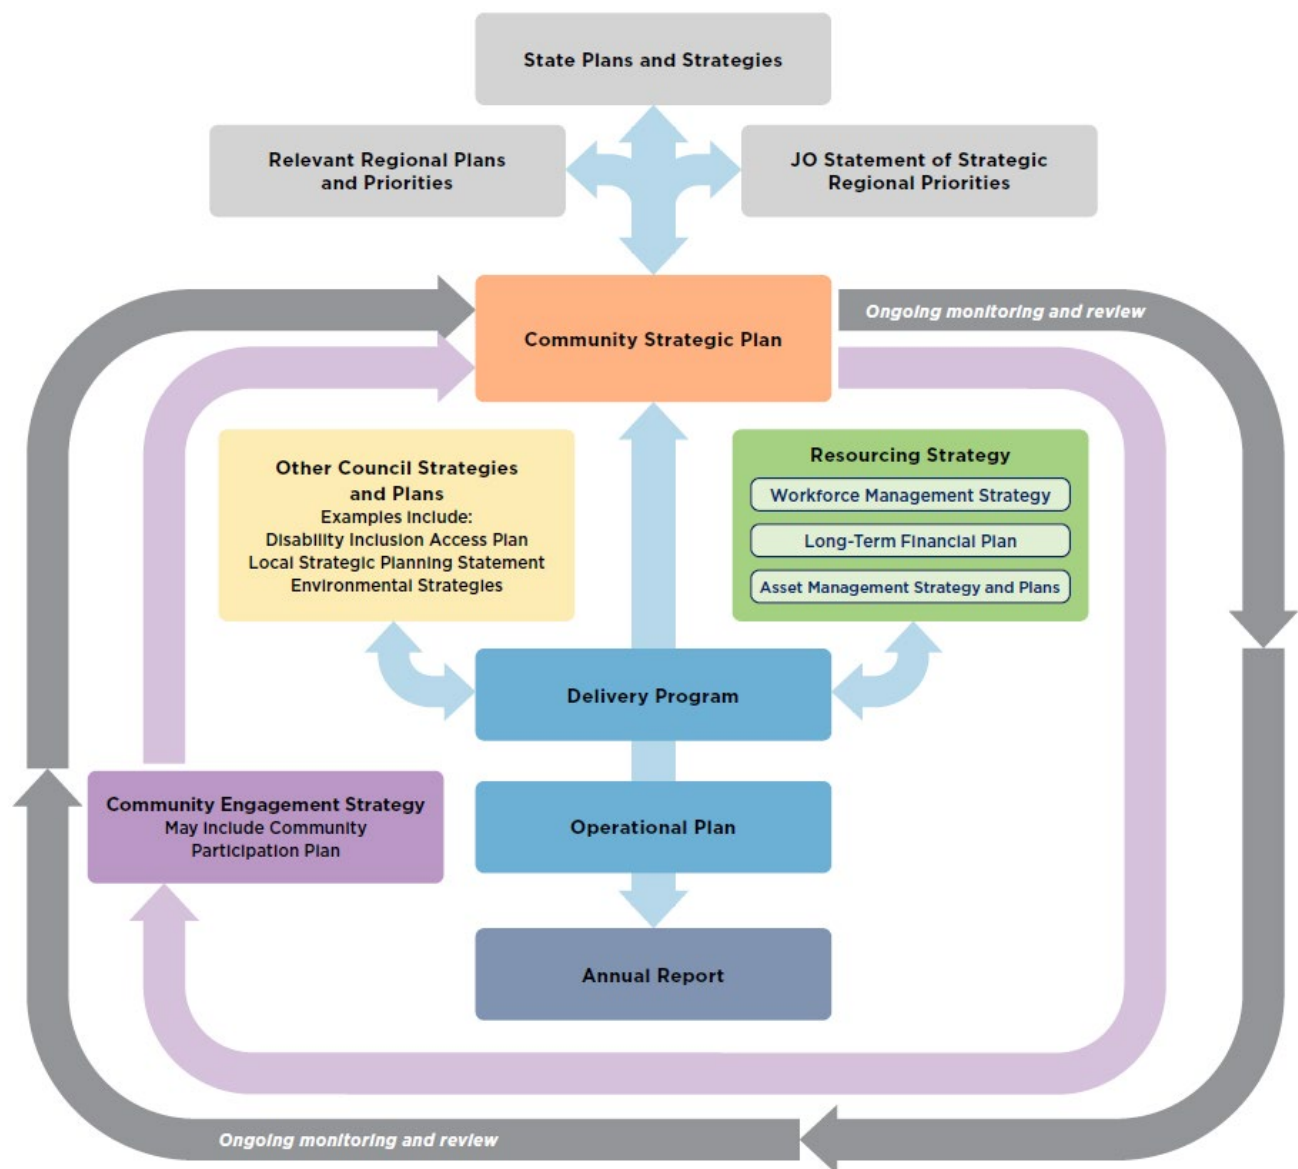 State Plans and Strategies
Relevant Regional Plans
and Priorities
JO Statement of Strategic
Regional Priorities
Community Strategic Plan
Ongoing monitoring and review
Other Council Strategies
and Plans
Examples include:
Disability Inclusion Access Plan
Local Strategic Planning Statement
Environmental Strategies
Resourcing Strategy
Workforce Management Strategy
Long-Term Financial Plan
Asset Management Strategy and Plans
Delivery Program
Community Engagement Strategy
May Include Community
Participation Plan
Operational Plan
Annual Report
Ongoing monitoring and review